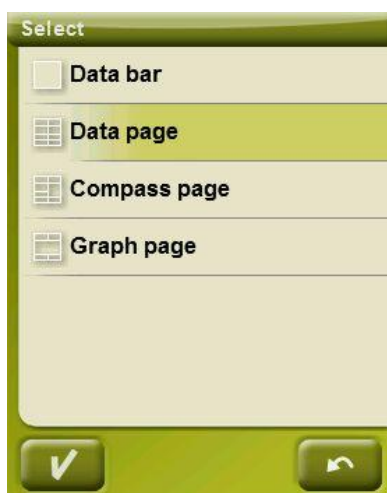 Select
Data bar
Data page
Compass page
Graph page